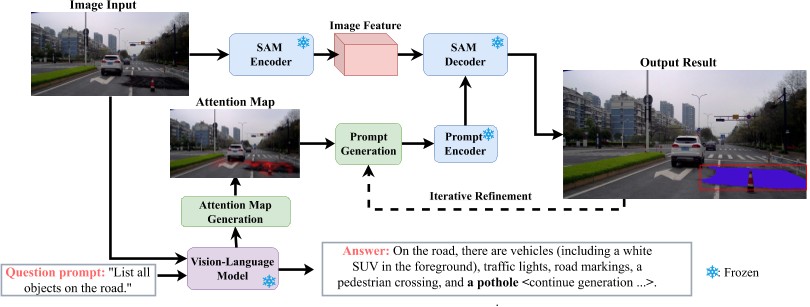 Image Input
SAM
Encoder
Image Feature
SAM
Decoder
Output Result
Attention Map
Prompt
Generation
Prompt
Encoder
Iterative Refinement
Attention Map
Generation
Vision-Language
Model
Question prompt: "List all
objects on the road."
Answer: On the road, there are vehicles (including a white
SUV in the foreground), traffic lights, road markings, a
pedestrian crossing, and a pothole <continue generation ...>.
: Frozen